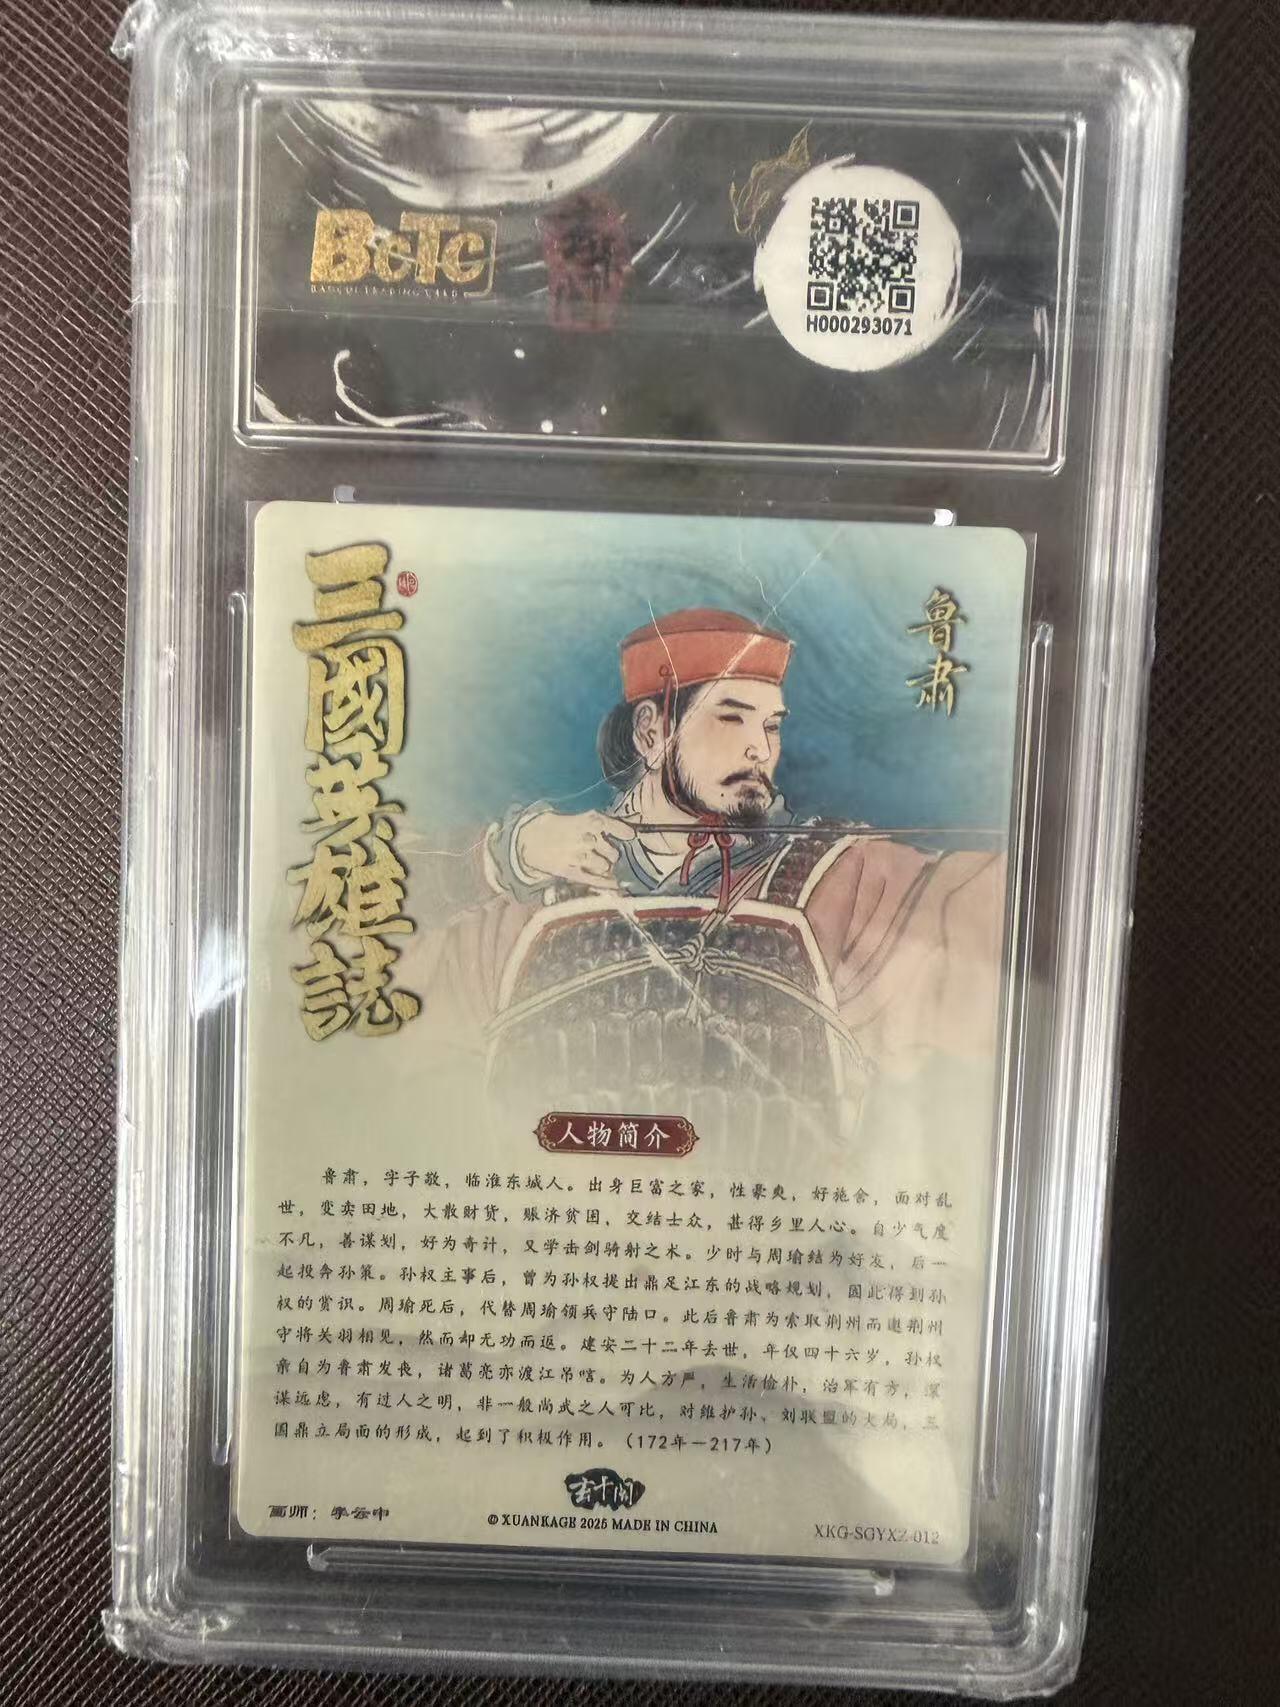 BcTc
H000293071
三國英雄誌
鲁肃
人物简介
鲁肃，字子敬，临淮东城人。出身巨富之家，性豪爽，好施舍，面对乱
世，变卖田地，大散财货，赈济贫困，交结士众，甚得乡里人心。自少气度
不凡，善谋划，好为奇计，又学击剑骑射之术。少时与周瑜结为好友，后一
起投奔孙策。孙权主事后，曾为孙权提出鼎足江东的战略规划，因此得到孙
权的赏识。周瑜死后，代替周瑜领兵守陆口。此后鲁肃为索取荆州而邀荆州
守将关羽相见，然而却无功而返。建安二十二年去世，年仅四十六岁，孙权
亲自为鲁肃发丧，诸葛亮亦渡江吊唁。为人方严，生活俭朴，治军有方，深
谋远虑，有过人之明，非一般尚武之人可比，对维护孙、刘联盟的大局，三
国鼎立局面的形成，起到了积极作用。（172年－217年）
玄卡阁
画师：李云中
© XUANKAGE 2025 MADE IN CHINA
XKG-SGYXZ-012